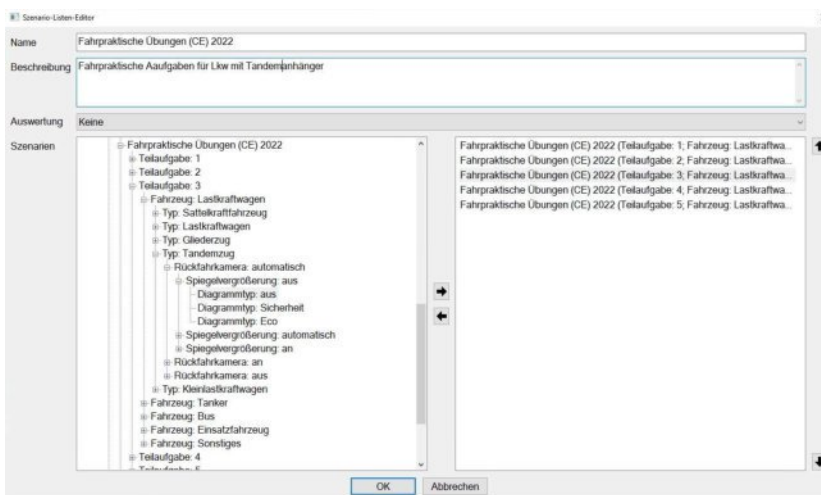 Szenario-Listen-Editor
Name
Fahrpraktische Übungen (CE) 2022
Beschreibung
Fahrpraktische Aaufgaben für Lkw mit Tandemanhänger
Auswertung
Keine
Szenarien
Fahrpraktische Übungen (CE) 2022
Teilaufgabe: 1
Teilaufgabe: 2
Teilaufgabe: 3
Fahrzeug: Lastkraftwagen
Typ: Sattelkraftfahrzeug
Typ: Lastkraftwagen
Typ: Gliederzug
Typ: Tandemzug
Rückfahrkamera: automatisch
Spiegelvergrößerung: aus
Diagrammtyp: aus
Diagrammtyp: Sicherheit
Diagrammtyp: Eco
Spiegelvergrößerung: automatisch
Spiegelvergrößerung: an
Rückfahrkamera: an
Rückfahrkamera: aus
Typ: Kleinlastkraftwagen
Fahrzeug: Tanker
Fahrzeug: Bus
Fahrzeug: Einsatzfahrzeug
Fahrzeug: Sonstiges
Teilaufgabe: 4
Teilaufgabe: 5
Fahrpraktische Übungen (CE) 2022 (Teilaufgabe: 1; Fahrzeug: Lastkraftwa...
Fahrpraktische Übungen (CE) 2022 (Teilaufgabe: 2; Fahrzeug: Lastkraftwa...
Fahrpraktische Übungen (CE) 2022 (Teilaufgabe: 3; Fahrzeug: Lastkraftwa...
Fahrpraktische Übungen (CE) 2022 (Teilaufgabe: 4; Fahrzeug: Lastkraftwa...
Fahrpraktische Übungen (CE) 2022 (Teilaufgabe: 5; Fahrzeug: Lastkraftwa...
OK
Abbrechen